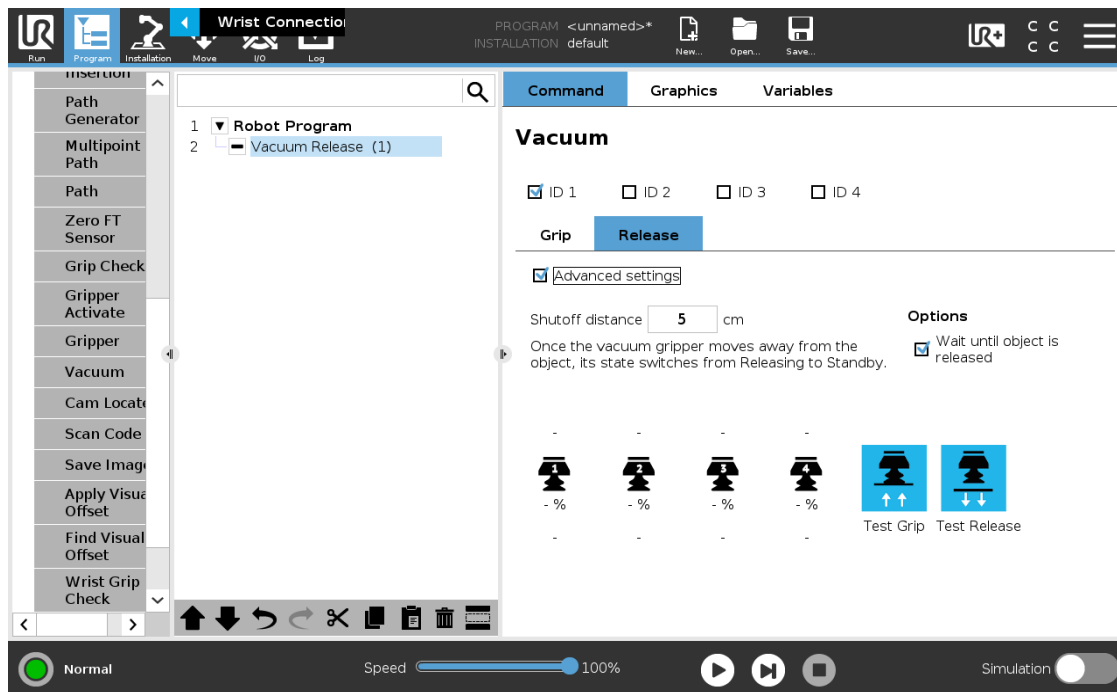 Wrist Connection
PROGRAM <unnamed>*
INSTALLATION default
Run
Program
Installation
Move
I/O
Log
New...
Open...
Save...
UR+
C C
C C
Insertion
Path
Generator
Multipoint
Path
Path
Zero FT
Sensor
Grip Check
Gripper
Activate
Gripper
Vacuum
Cam Locate
Scan Code
Save Image
Apply Visua
Offset
Find Visual
Offset
Wrist Grip
Check
1 Robot Program
2 Vacuum Release (1)
Command Graphics Variables
Vacuum
ID 1 ID 2 ID 3 ID 4
Grip Release
Advanced settings
Shutoff distance 5 cm
Once the vacuum gripper moves away from the
object, its state switches from Releasing to Standby.
Options
Wait until object is
released
- - - -
1 2 3 4
- % - % - % - %
- - - -
Test Grip Test Release
Normal
Speed 100%
Simulation